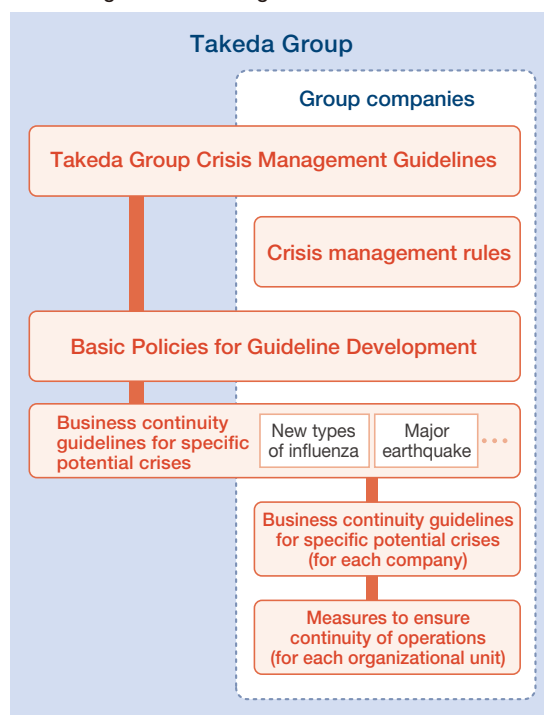 Takeda Group
Group companies
Takeda Group Crisis Management Guidelines
Crisis management rules
Basic Policies for Guideline Development
Business continuity
guidelines for specific
potential crises
New types
of influenza
Major
earthquake
...
Business continuity guidelines
for specific potential crises
(for each company)
Measures to ensure
continuity of operations
(for each organizational unit)